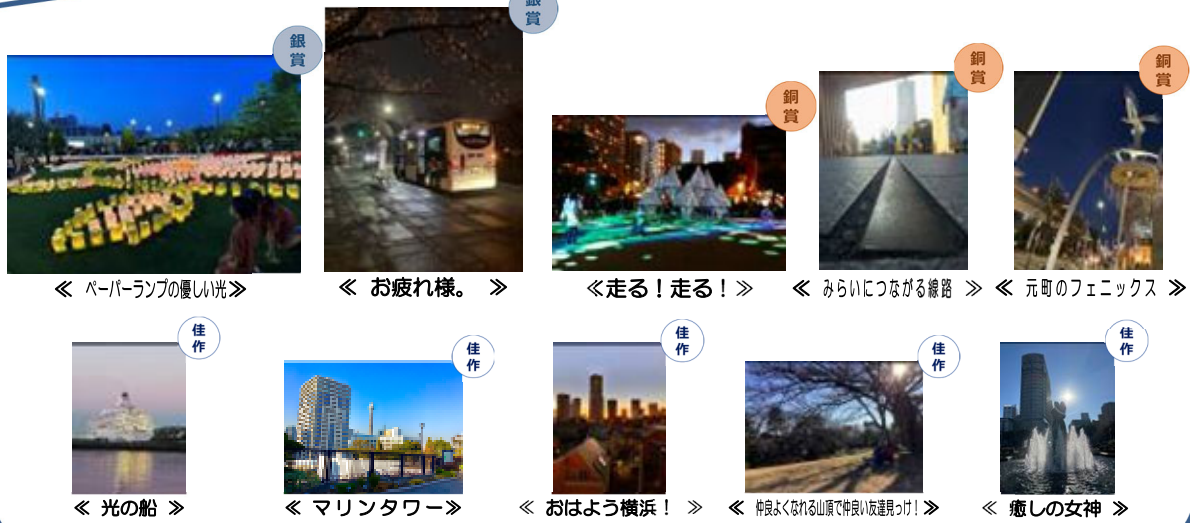 銀賞
銀賞
銅賞
銅賞
銅賞
≪ ペーパーランプの優しい光≫
≪ お疲れ様。 ≫
≪走る！走る！≫
≪ みらいにつながる線路 ≫
≪ 元町のフェニックス ≫
佳作
佳作
佳作
佳作
佳作
≪ 光の船 ≫
≪ マリンタワー≫
≪ おはよう横浜！ ≫
≪ 仲良くなれる山頂で仲良い友達見っけ！≫
≪ 癒しの女神 ≫